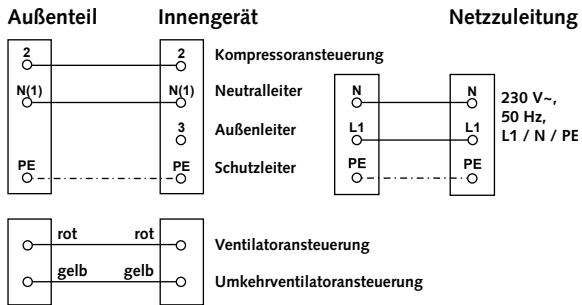 Außenteil Innengerät Netzzuleitung
2 2 Kompressoransteuerung
N(1) N(1) Neutralleiter N N 230 V~,
50 Hz,
3 Außenleiter L1 L1 L1 / N / PE
PE PE Schutzleiter PE PE
rot rot Ventilatoransteuerung
gelb gelb Umkehrventilatoransteuerung